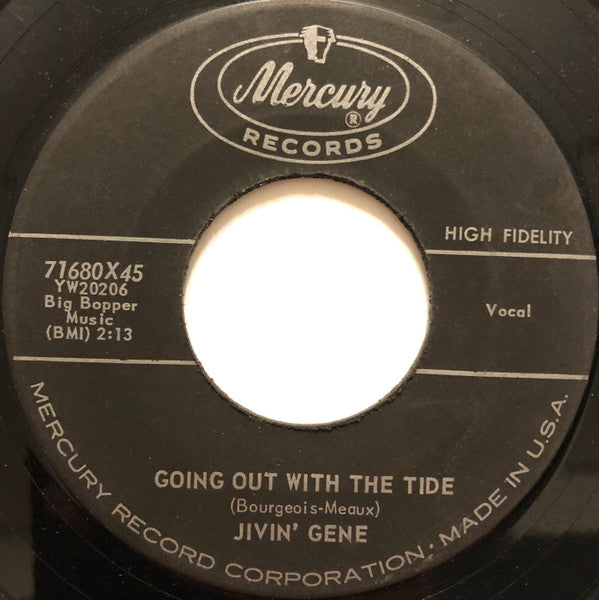 Mercury
®
RECORDS
HIGH FIDELITY
71680X45
YW20206
Big Bopper
Music
(BMI) 2:13
Vocal
GOING OUT WITH THE TIDE
(Bourgeois-Meaux)
JIVIN' GENE
MERCURY RECORD CORPORATION • MADE IN U.S.A.